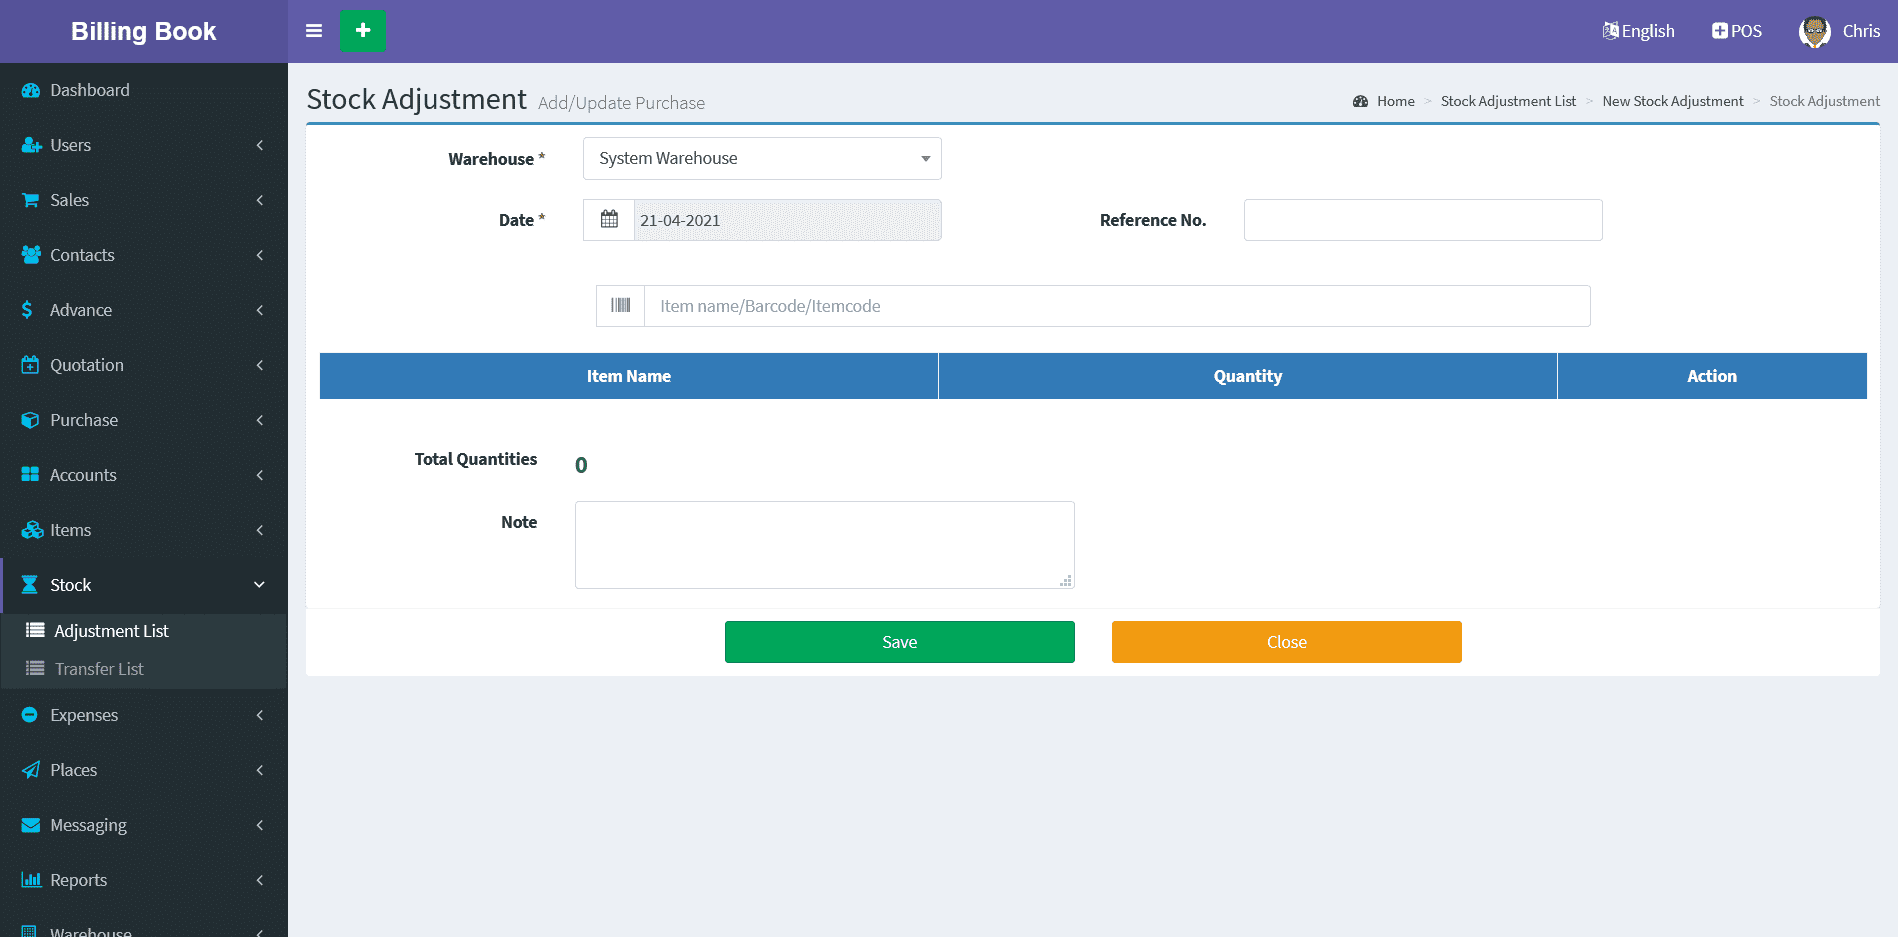 Billing Book
English
POS
Chris
Dashboard
Users
Sales
Contacts
Advance
Quotation
Purchase
Accounts
Items
Stock
Adjustment List
Transfer List
Expenses
Places
Messaging
Reports
Warehouse
Stock Adjustment Add/Update Purchase
Home > Stock Adjustment List > New Stock Adjustment > Stock Adjustment
Warehouse * System Warehouse
Date * 21-04-2021 Reference No.
Item name/Barcode/Itemcode
Item Name Quantity Action
Total Quantities 0
Note
Save Close